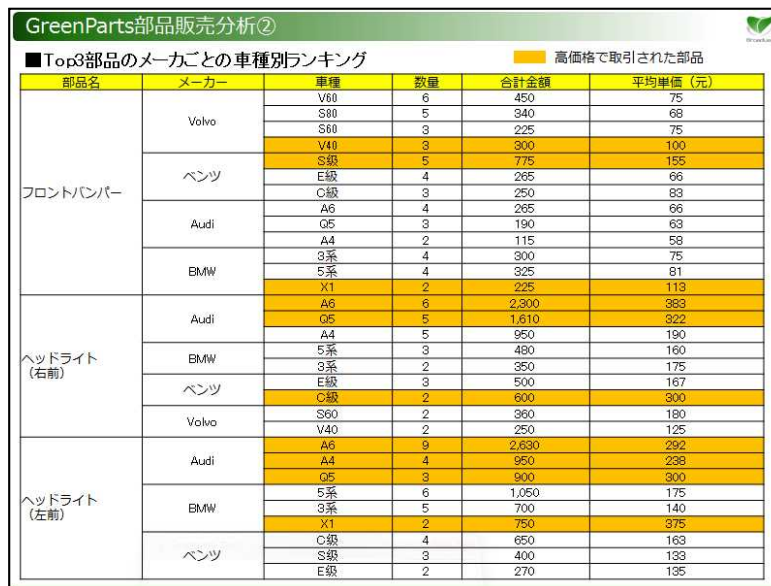 GreenParts部品販売分析②
■Top3部品のメーカごとの車種別ランキング
高価格で取引された部品
部品名 メーカー 車種 数量 合計金額 平均単価（元）
フロントバンパー Volvo V60 6 450 75
S80 5 340 68
S60 3 225 75
V40 3 300 100
ベンツ S級 5 775 155
E級 4 265 66
C級 3 250 83
Audi A6 4 265 66
Q5 3 190 63
A4 2 115 58
BMW 3系 4 300 75
5系 4 325 81
X1 2 225 113
ヘッドライト（右前） Audi A6 6 2,300 383
Q5 5 1,610 322
A4 5 950 190
BMW 5系 3 480 160
3系 2 350 175
ベンツ E級 3 500 167
C級 2 600 300
Volvo S60 2 360 180
V40 2 250 125
ヘッドライト（左前） Audi A6 9 2,630 292
A4 4 950 238
Q5 3 900 300
BMW 5系 6 1,050 175
3系 5 700 140
X1 2 750 375
ベンツ C級 4 650 163
S級 3 400 133
E級 2 270 135